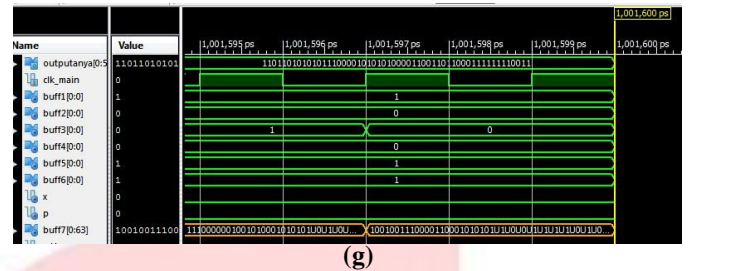 1,001,600 ps
Name Value 1,001,595 ps 1,001,596 ps 1,001,597 ps 1,001,598 ps 1,001,599 ps 1,001,600 ps
outputanya[0:5 11011010101
clk_main 0
buff1[0:0] 1 1
buff2[0:0] 0 0
buff3[0:0] 0 1 0
buff4[0:0] 0 0
buff5[0:0] 1 1
buff6[0:0] 1 1
x 0
p 0
buff7[0:63] 10010011100
(g)